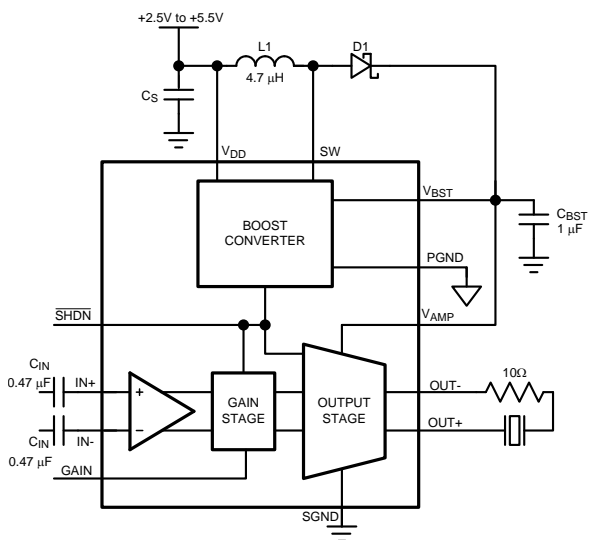 +2.5V to +5.5V
L1
D1
4.7 μH
CS
VDD
SW
VBST
BOOST
CONVERTER
CBST
1 μF
PGND
SHDN
VAMP
CIN
IN+
0.47 μF
+
−
GAIN
STAGE
OUTPUT
STAGE
OUT-
10Ω
OUT+
CIN
IN-
0.47 μF
GAIN
SGND